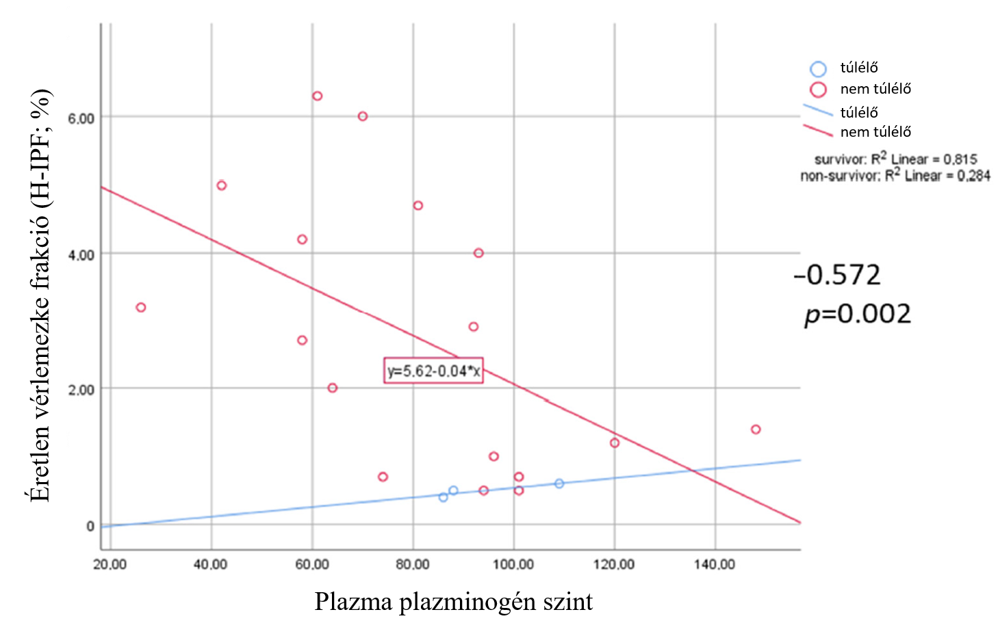 Éretlen vérlemezke frakció (H-IPF; %)
6.00
4.00
2.00
0
y=5.62-0.04*x
20.00 40.00 60.00 80.00 100.00 120.00 140.00
Plazma plazminogén szint
túlélő
nem túlélő
túlélő
nem túlélő
survivor: R² Linear = 0.815
non-survivor: R² Linear = 0.284
–0.572
p=0.002